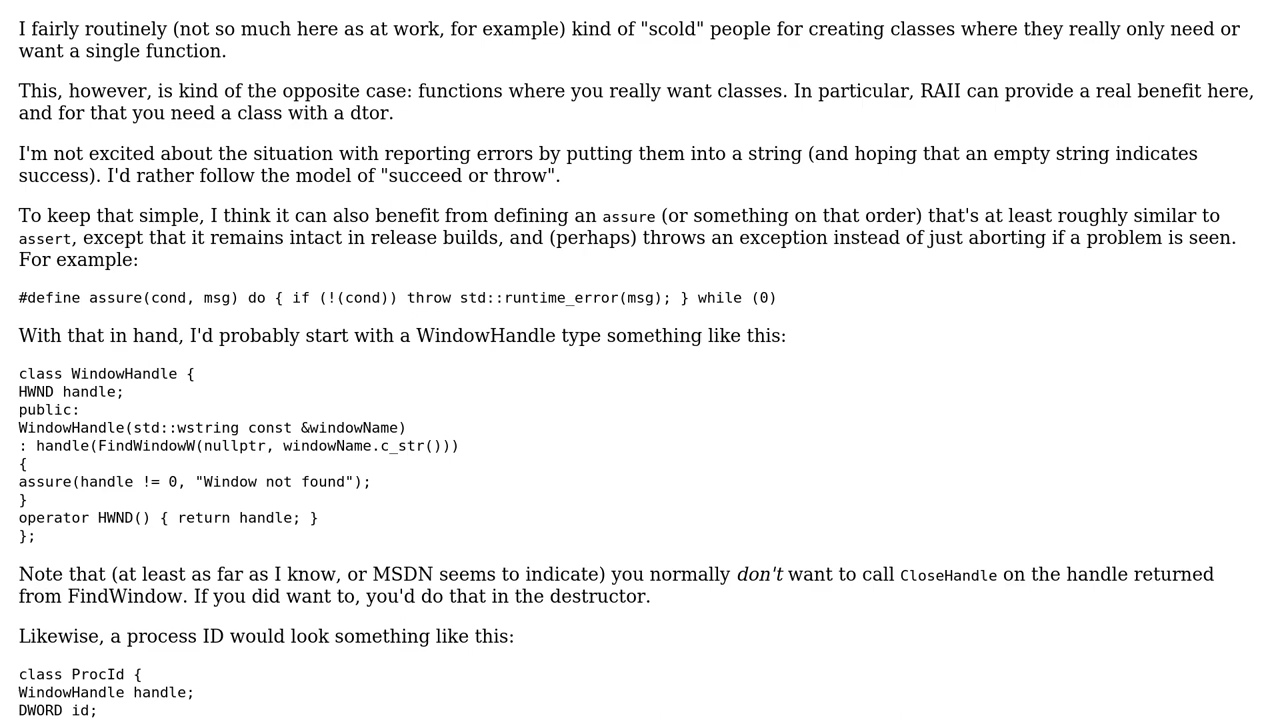 I fairly routinely (not so much here as at work, for example) kind of "scold" people for creating classes where they really only need or
want a single function.
This, however, is kind of the opposite case: functions where you really want classes. In particular, RAII can provide a real benefit here,
and for that you need a class with a dtor.
I'm not excited about the situation with reporting errors by putting them into a string (and hoping that an empty string indicates
success). I'd rather follow the model of "succeed or throw".
To keep that simple, I think it can also benefit from defining an assure (or something on that order) that's at least roughly similar to
assert, except that it remains intact in release builds, and (perhaps) throws an exception instead of just aborting if a problem is seen.
For example:
#define assure(cond, msg) do { if (!(cond)) throw std::runtime_error(msg); } while (0)
With that in hand, I'd probably start with a WindowHandle type something like this:
class WindowHandle {
HWND handle;
public:
WindowHandle(std::wstring const &windowName)
: handle(FindWindowW(nullptr, windowName.c_str()))
{
assure(handle != 0, "Window not found");
}
operator HWND() { return handle; }
};
Note that (at least as far as I know, or MSDN seems to indicate) you normally don't want to call CloseHandle on the handle returned
from FindWindow. If you did want to, you'd do that in the destructor.
Likewise, a process ID would look something like this:
class ProcId {
WindowHandle handle;
DWORD id;